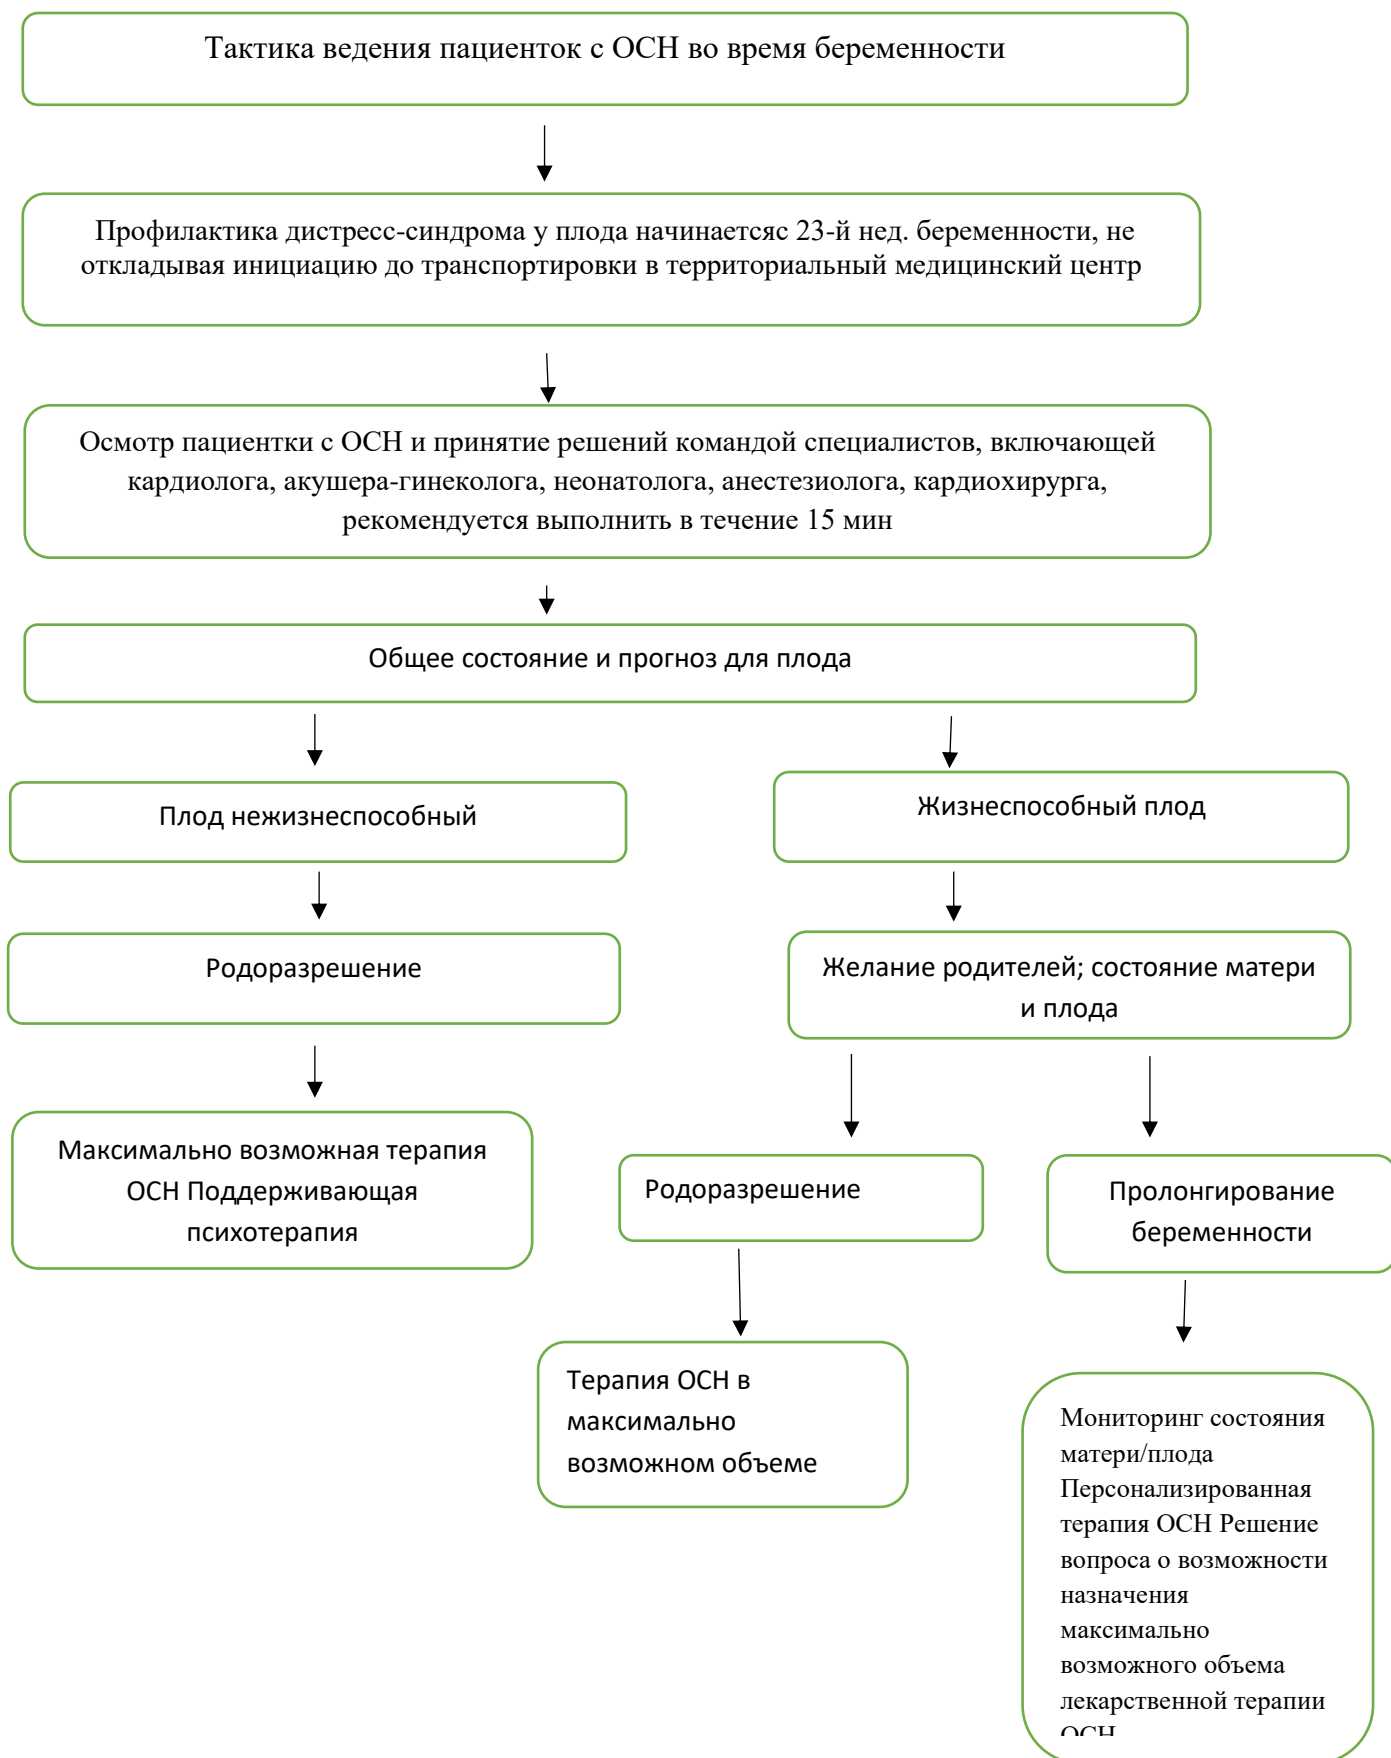 Тактика ведения пациенток с ОСН во время беременности
Профилактика дистресс-синдрома у плода начинаетсяс 23-й нед. беременности, не
откладывая инициацию до транспортировки в территориальный медицинский центр
Осмотр пациентки с ОСН и принятие решений командой специалистов, включающей
кардиолога, акушера-гинеколога, неонатолога, анестезиолога, кардиохирурга,
рекомендуется выполнить в течение 15 мин
Общее состояние и прогноз для плода
Плод нежизнеспособный
Жизнеспособный плод
Родоразрешение
Желание родителей; состояние матери
и плода
Максимально возможная терапия
ОСН Поддерживающая
психотерапия
Родоразрешение
Пролонгирование
беременности
Терапия ОСН в
максимально
возможном объеме
Мониторинг состояния
матери/плода
Персонализированная
терапия ОСН Решение
вопроса о возможности
назначения
максимально
возможного объема
лекарственной терапии
ОСН